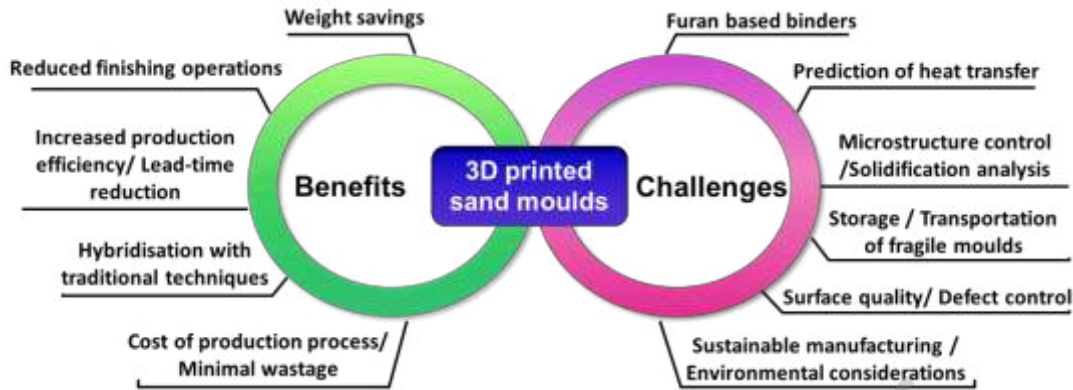 Weight savings
Reduced finishing operations
Increased production
efficiency/ Lead-time
reduction
Hybridisation with
traditional techniques
Cost of production process/
Minimal wastage
Benefits
3D printed
sand moulds
Challenges
Furan based binders
Prediction of heat transfer
Microstructure control
/Solidification analysis
Storage / Transportation
of fragile moulds
Surface quality/ Defect control
Sustainable manufacturing /
Environmental considerations